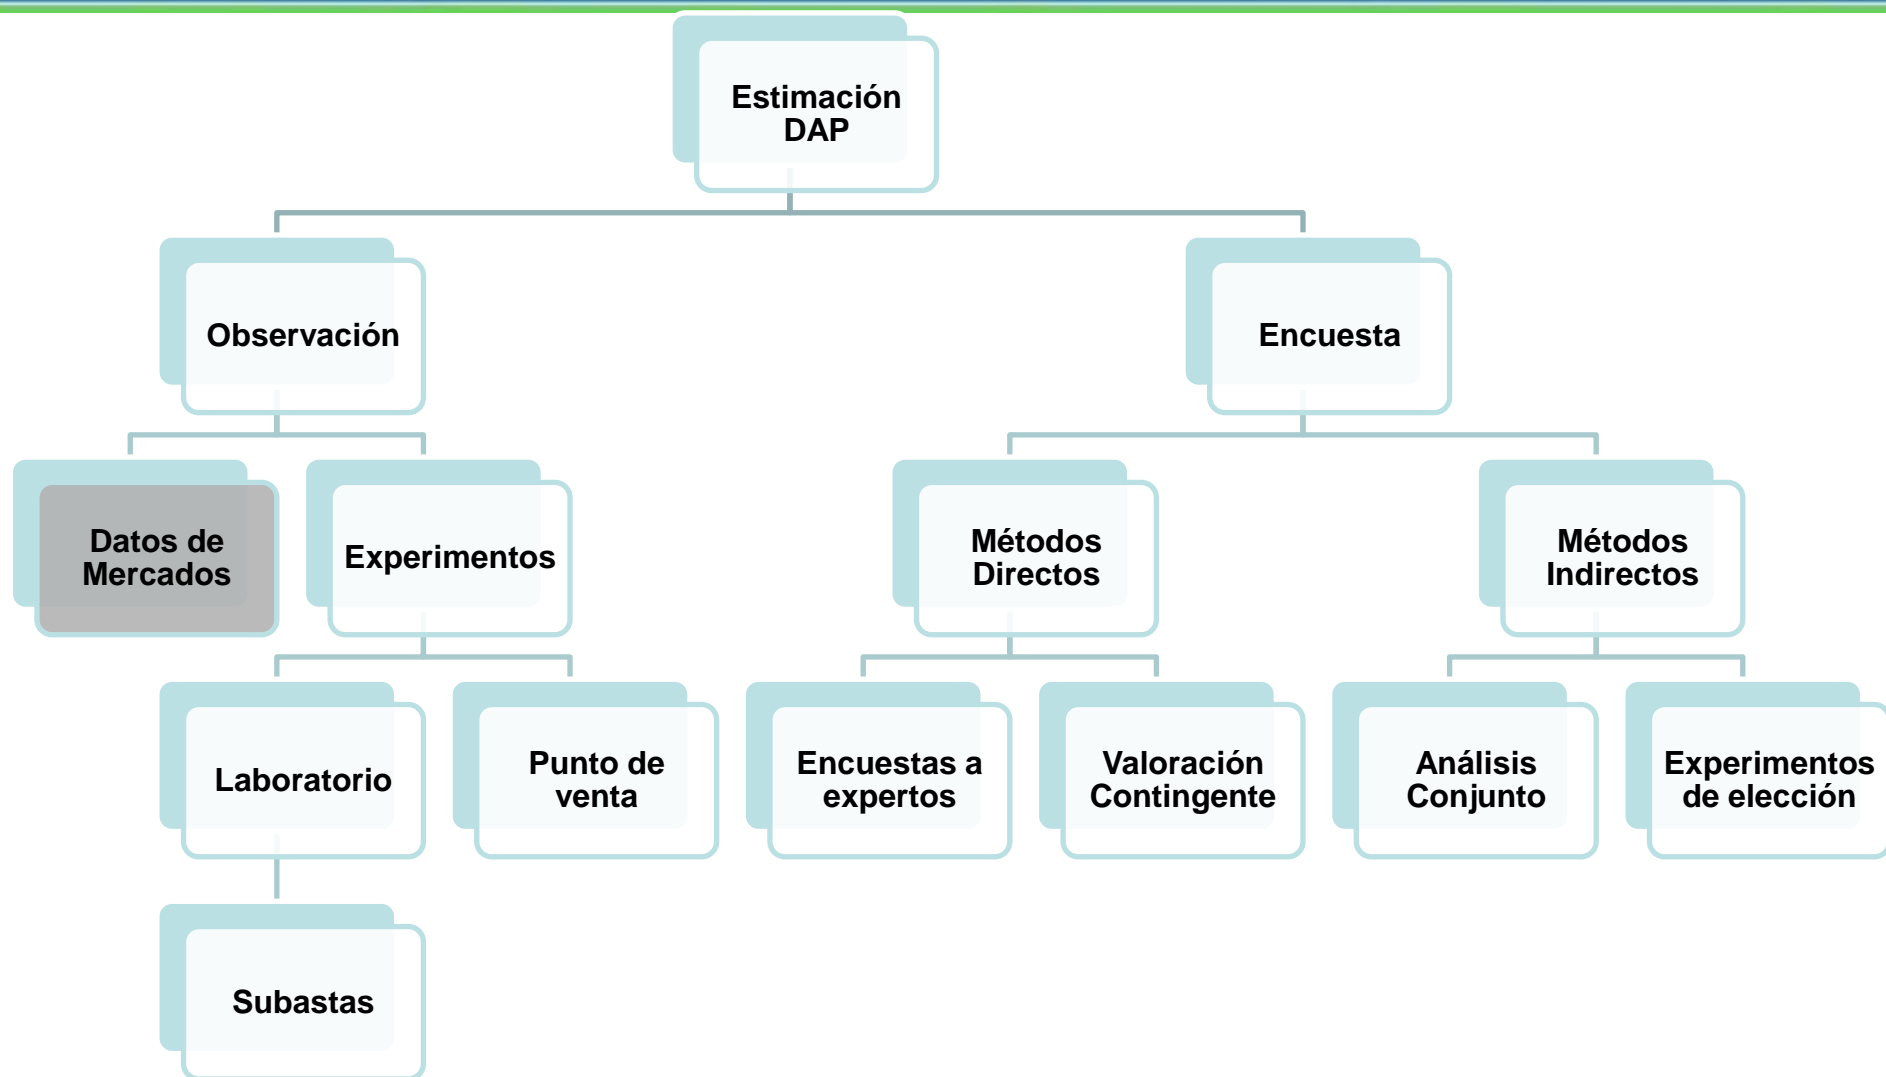 Estimación
DAP
Observación
Encuesta
Datos de
Mercados
Experimentos
Métodos
Directos
Métodos
Indirectos
Laboratorio
Punto de
venta
Encuestas a
expertos
Valoración
Contingente
Análisis
Conjunto
Experimentos
de elección
Subastas